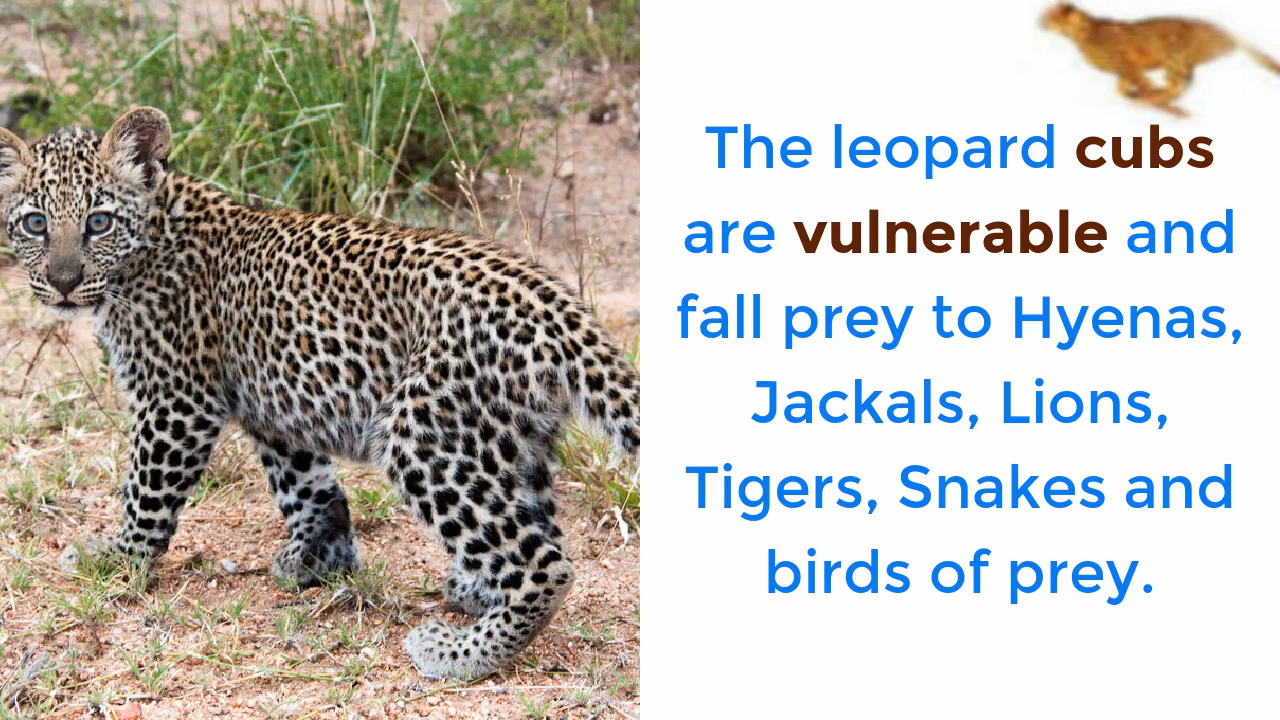 The leopard cubs
are vulnerable and
fall prey to Hyenas,
Jackals, Lions,
Tigers, Snakes and
birds of prey.